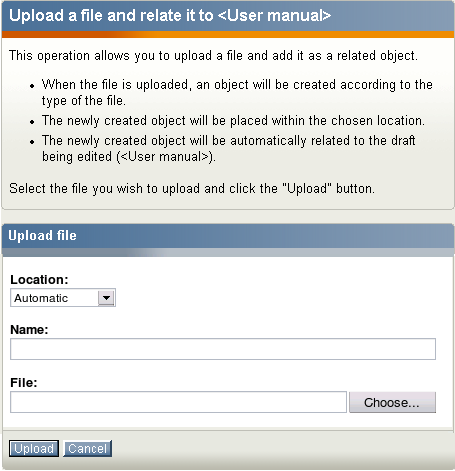 Upload a file and relate it to <User manual>
This operation allows you to upload a file and add it as a related object.
• When the file is uploaded, an object will be created according to the
type of the file.
• The newly created object will be placed within the chosen location.
• The newly created object will be automatically related to the draft
being edited (<User manual>).
Select the file you wish to upload and click the "Upload" button.
Upload file
Location:
Automatic
Name:
File:
Choose...
Upload Cancel